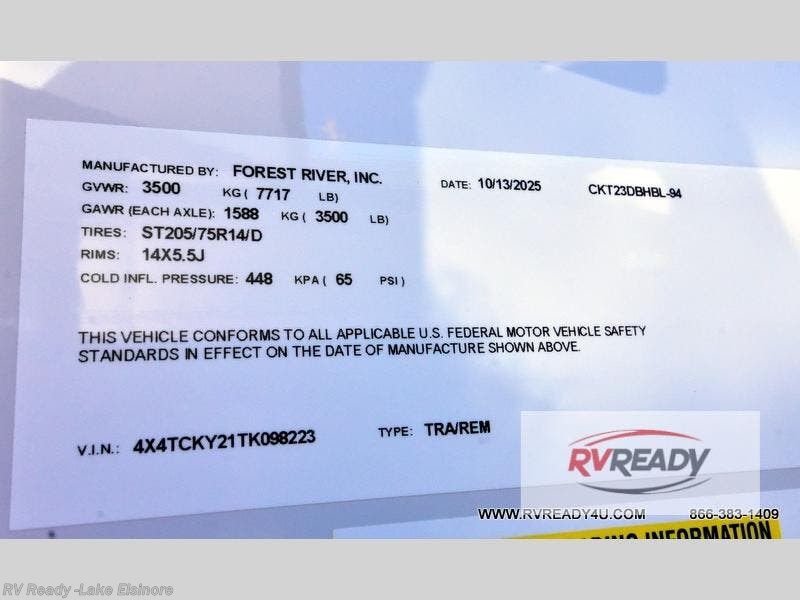 MANUFACTURED BY: FOREST RIVER, INC. DATE: 10/13/2025 CKT23DBHBL-94
GVWR: 3500 KG ( 7717 LB)
GAWR (EACH AXLE): 1588 KG ( 3500 LB)
TIRES: ST205/75R14/D
RIMS: 14X5.5J
COLD INFL. PRESSURE: 448 KPA ( 65 PSI )
THIS VEHICLE CONFORMS TO ALL APPLICABLE U.S. FEDERAL MOTOR VEHICLE SAFETY
STANDARDS IN EFFECT ON THE DATE OF MANUFACTURE SHOWN ABOVE.
V.I.N.: 4X4TCKY21TK098223 TYPE: TRA/REM
RVREADY
WWW.RVREADY4U.COM 866-383-1409
INFORMATION
RV Ready -Lake Elsinore